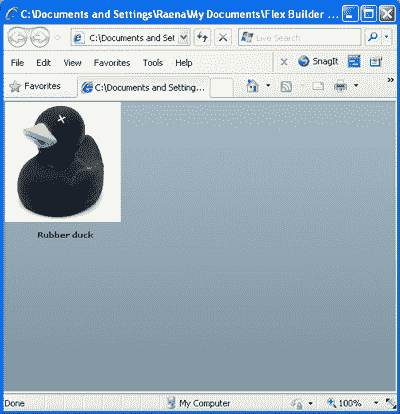 C:\Documents and Settings\Raena\My Documents\Flex Builder ...
C:\Documents and Set
Live Search
File Edit View Favorites Tools Help
x SnagIt
Favorites C:\Documents and Setting...
Rubber duck
Done My Computer 100%